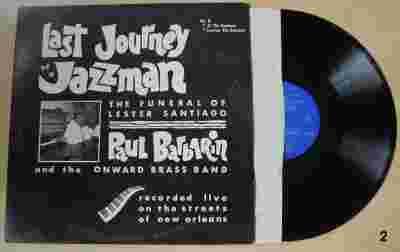 Last Journey
of a
Jazzman
THE FUNERAL OF
LESTER SANTIAGO
Paul Barbarin
and the ONWARD BRASS BAND
recorded live
on the streets
of new orleans
2